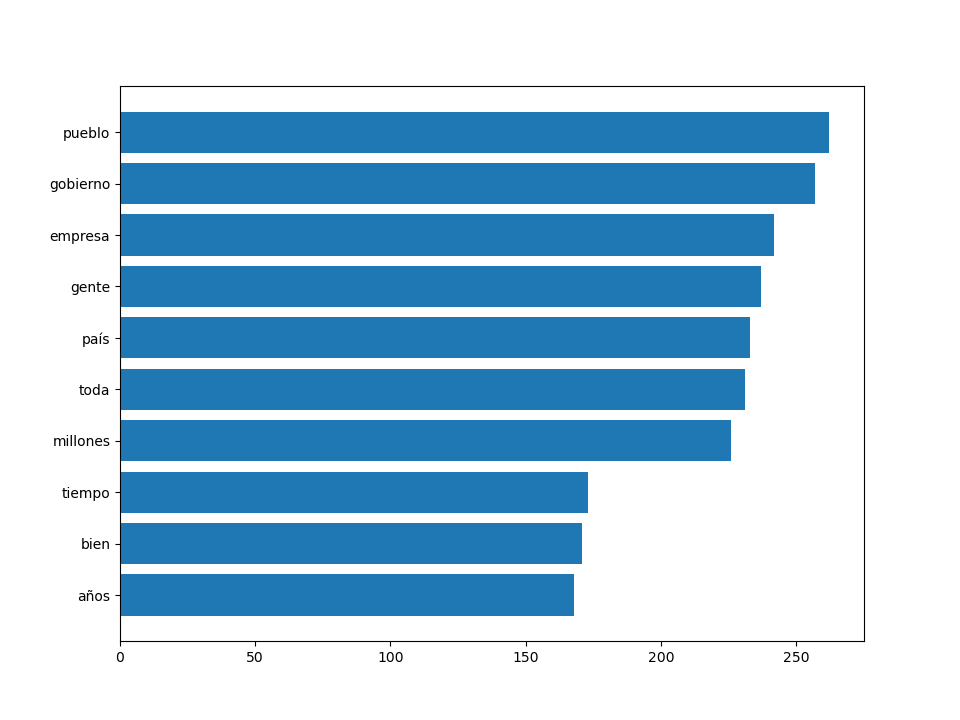 pueblo
gobierno
empresa
gente
país
toda
millones
tiempo
bien
años
0 50 100 150 200 250